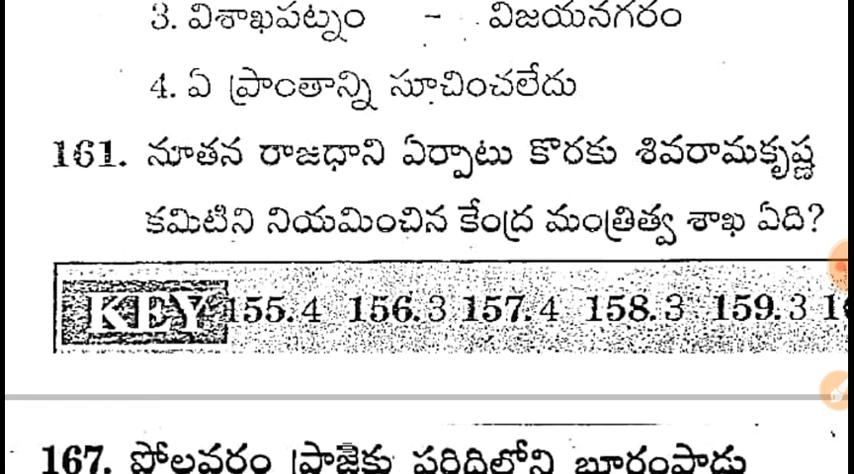 3. విశాఖపట్నం - విజయనగరం
4. ఏ ప్రాంతాన్ని సూచించలేదు
161. నూతన రాజధాని ఏర్పాటు కొరకు శివరామకృష్ణ
కమిటిని నియమించిన కేంద్ర మంత్రిత్వ శాఖ ఏది?
KEY 155.4 156.3 157.4 158.3 159.3
167. పోలవరం ప్రాజెక్టు పరిధిలోని బూరుగుపాడు